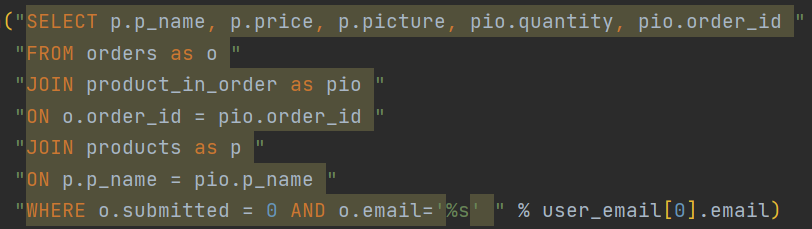 ("SELECT p.p_name, p.price, p.picture, pio.quantity, pio.order_id "
"FROM orders as o "
"JOIN product_in_order as pio "
"ON o.order_id = pio.order_id "
"JOIN products as p "
"ON p.p_name = pio.p_name "
"WHERE o.submitted = 0 AND o.email='%s' " % user_email[0].email)